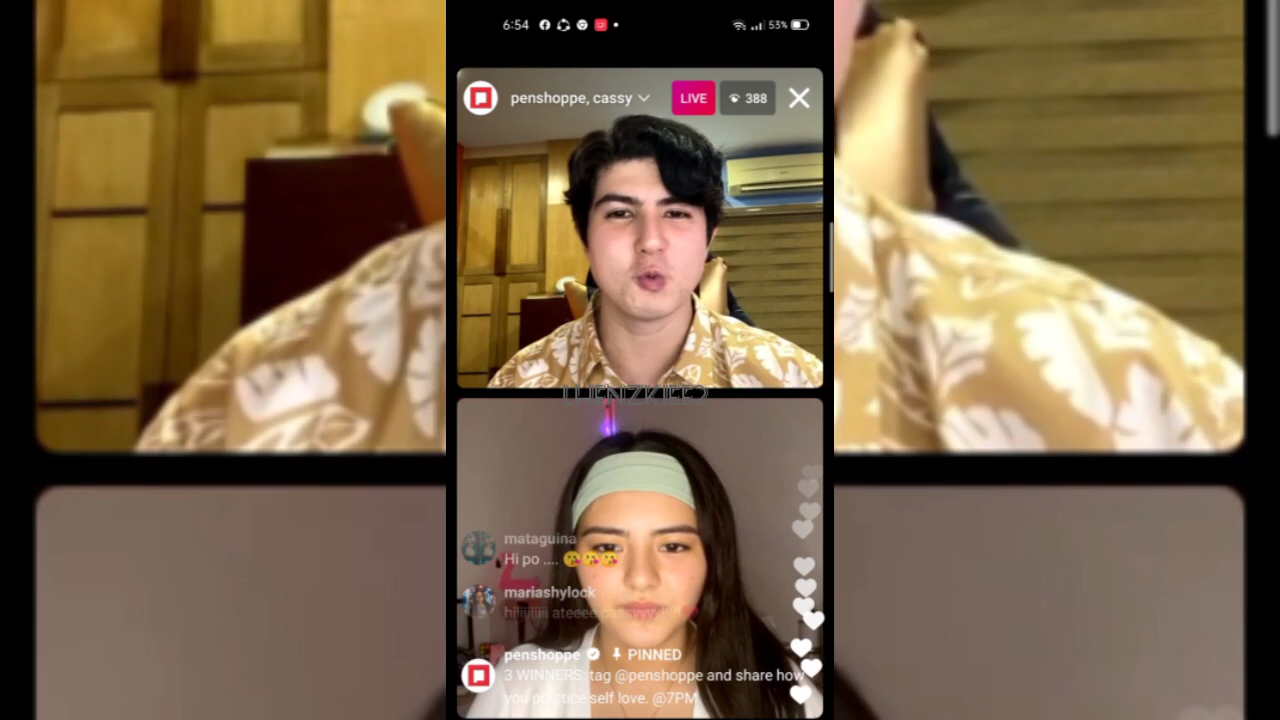 6:54
53%
penshoppe, cassy
LIVE
388
mataguina
Hi po .... 😘😘😘
mariashylock
penshoppe PINNED
3 WINNERS: tag @penshoppe and share how
you practice self love. @7PM